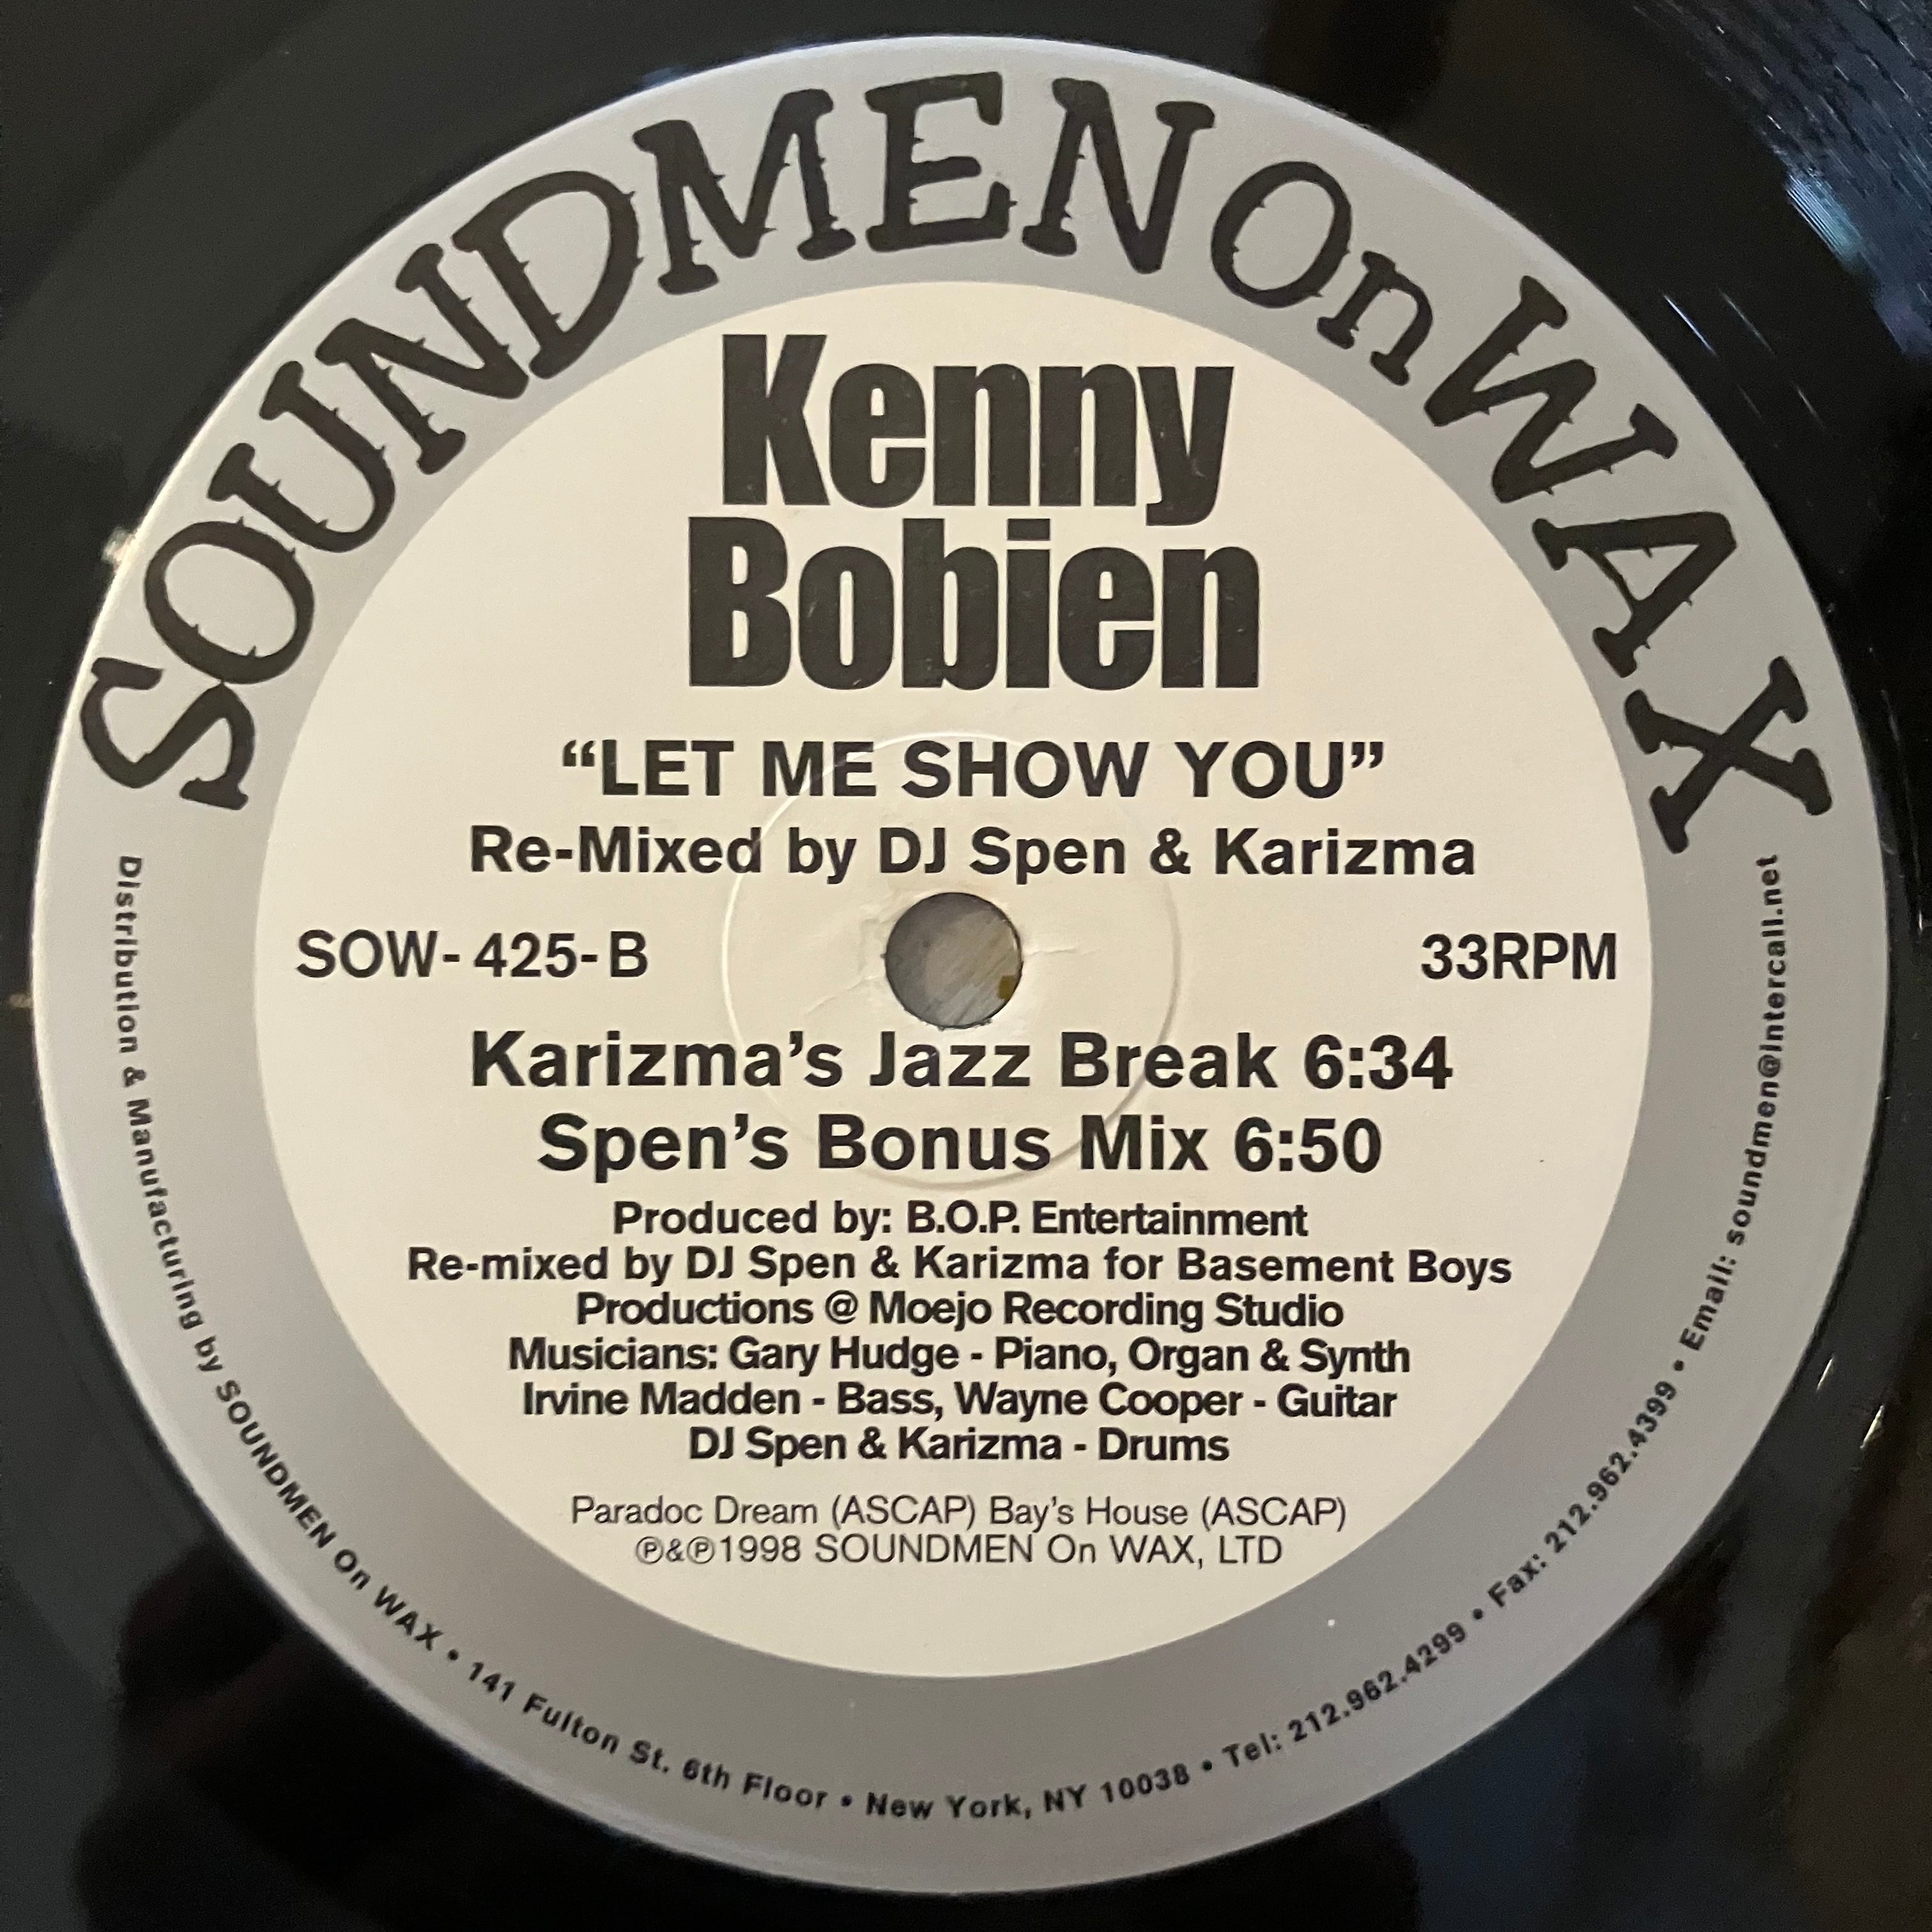 SOUNDMEN On WAX
Kenny
Bobien
“LET ME SHOW YOU”
Re-Mixed by DJ Spen & Karizma
SOW-425-B
33RPM
Karizma’s Jazz Break 6:34
Spen’s Bonus Mix 6:50
Produced by: B.O.P. Entertainment
Re-mixed by DJ Spen & Karizma for Basement Boys
Productions @ Moejo Recording Studio
Musicians: Gary Hudge - Piano, Organ & Synth
Irvine Madden - Bass, Wayne Cooper - Guitar
DJ Spen & Karizma - Drums
Paradoc Dream (ASCAP) Bay’s House (ASCAP)
℗&℗1998 SOUNDMEN On WAX, LTD
Distribution & Manufacturing by SOUNDMEN On WAX • 141 Fulton St. 6th Floor • New York, NY 10038 • Tel: 212.962.4299 • Fax: 212.962.4399 • Email: soundmen@intercall.net